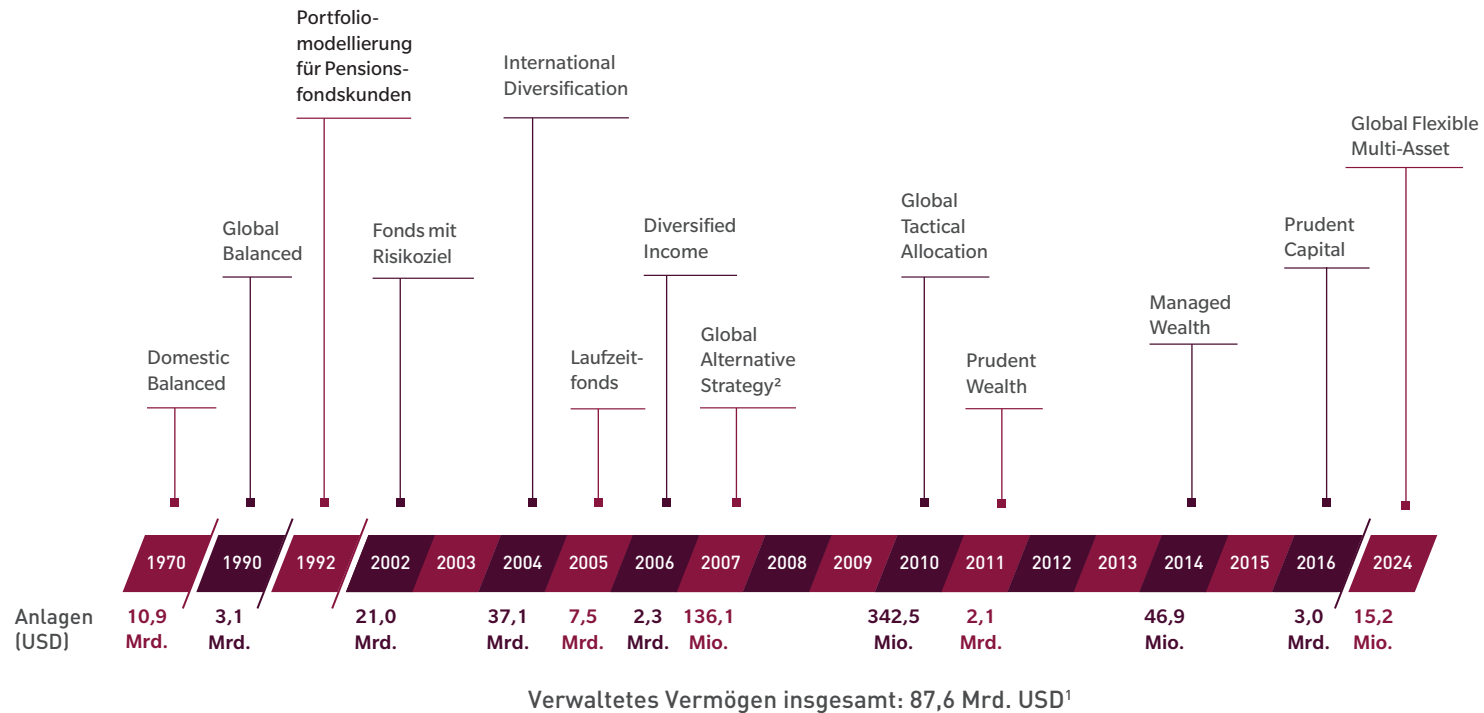 Portfolio-
modellierung
für Pensions-
fondskunden
International
Diversification
Global Flexible
Multi-Asset
Global
Balanced
Fonds mit
Risikoziel
Diversified
Income
Global
Tactical
Allocation
Prudent
Capital
Domestic
Balanced
Laufzeit-
fonds
Global
Alternative
Strategy²
Prudent
Wealth
Managed
Wealth
1970 1990 1992 2002 2003 2004 2005 2006 2007 2008 2009 2010 2011 2012 2013 2014 2015 2016 2024
Anlagen
(USD)
10,9
Mrd.
3,1
Mrd.
21,0
Mrd.
37,1
Mrd.
7,5
Mrd.
2,3
Mrd.
136,1
Mio.
342,5
Mio.
2,1
Mrd.
46,9
Mio.
3,0
Mrd.
15,2
Mio.
Verwaltetes Vermögen insgesamt: 87,6 Mrd. USD¹